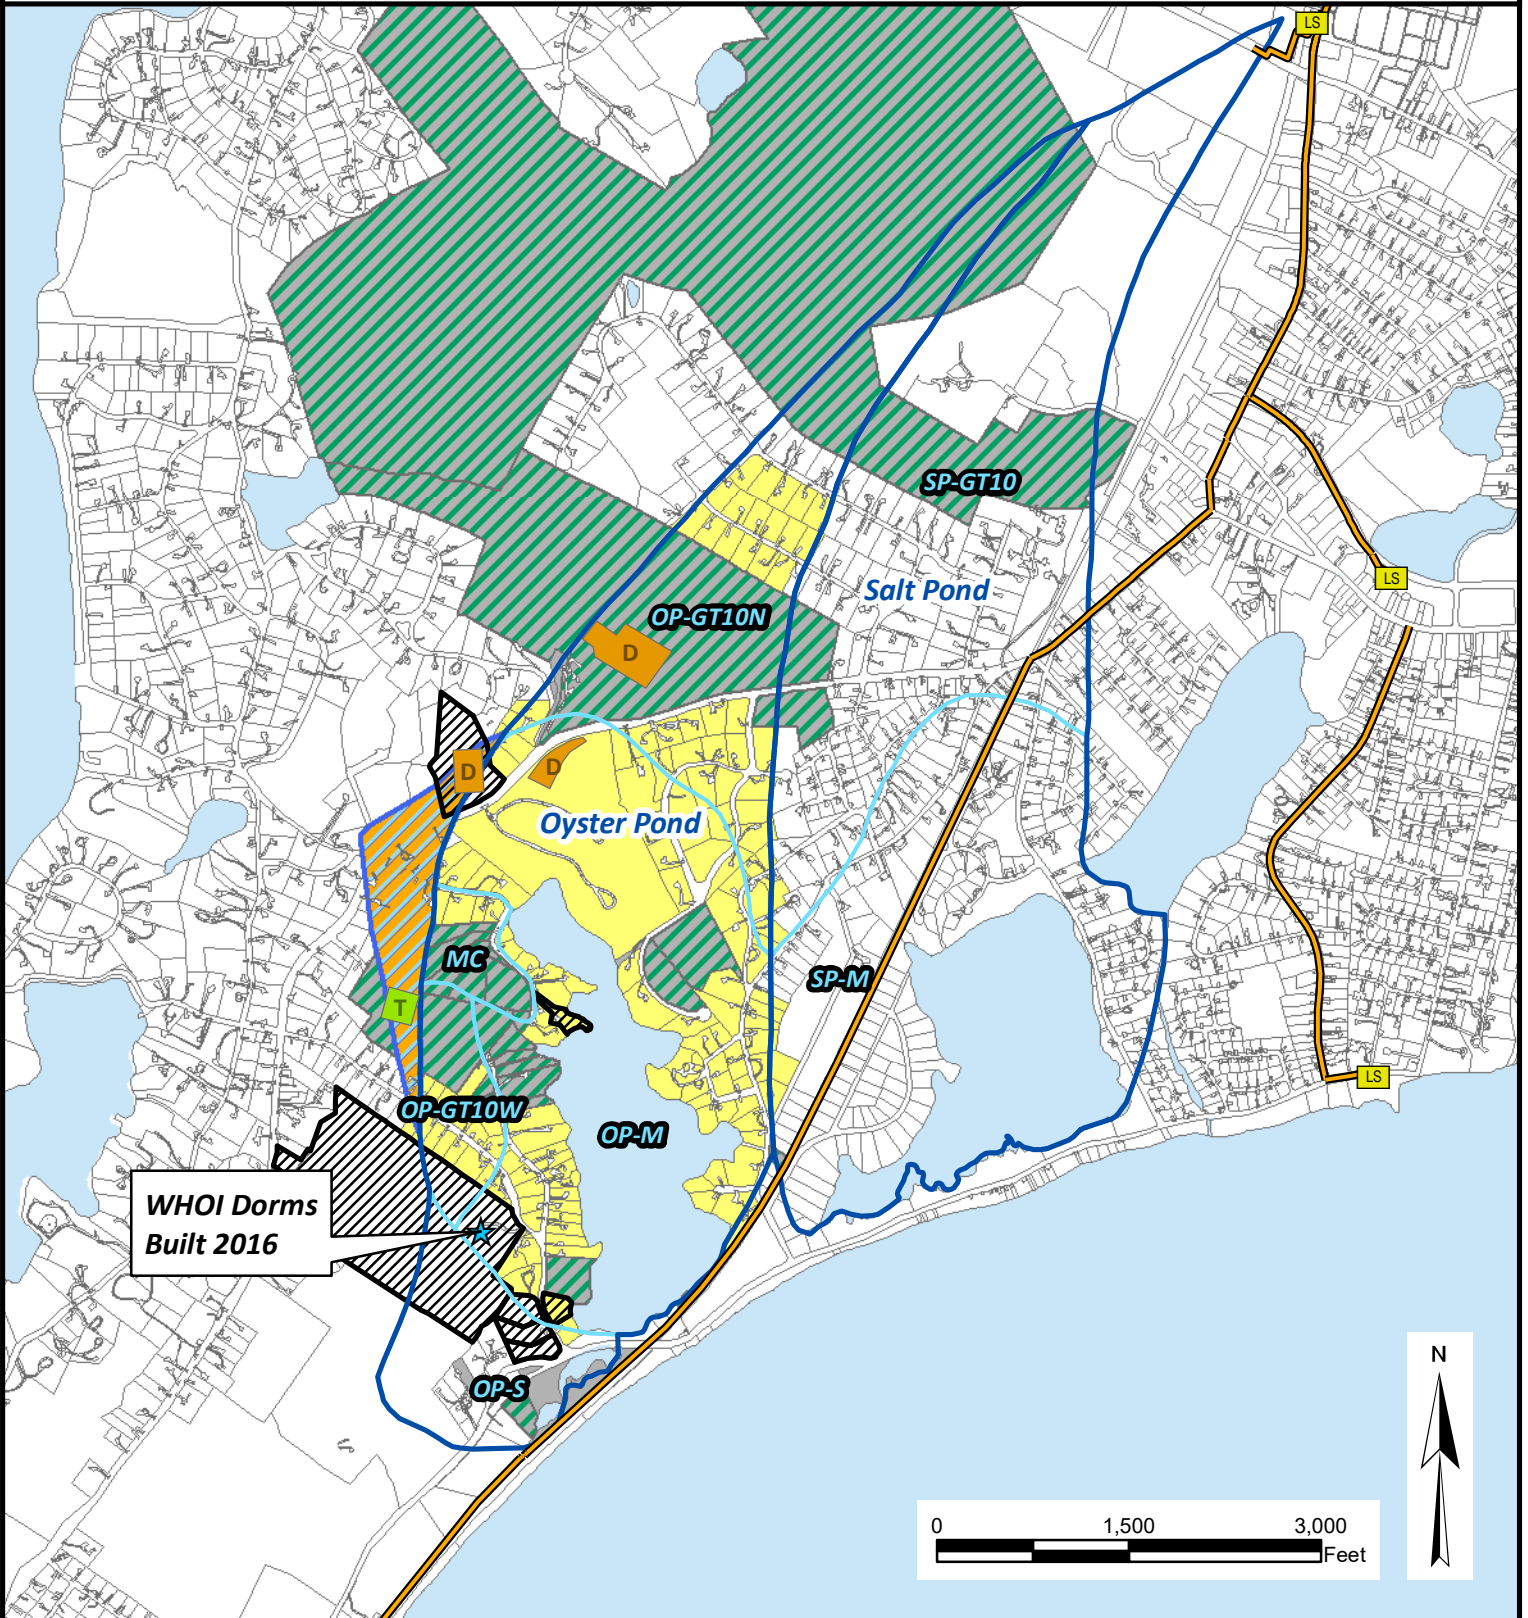 LS
SP-GT10
LS
Salt Pond
OP-GT10N
D
D
D
Oyster Pond
MC
SP-M
T
LS
OP-GT10W
OP-M
WHOI Dorms
Built 2016
OP-S
N
0 1,500 3,000
Feet